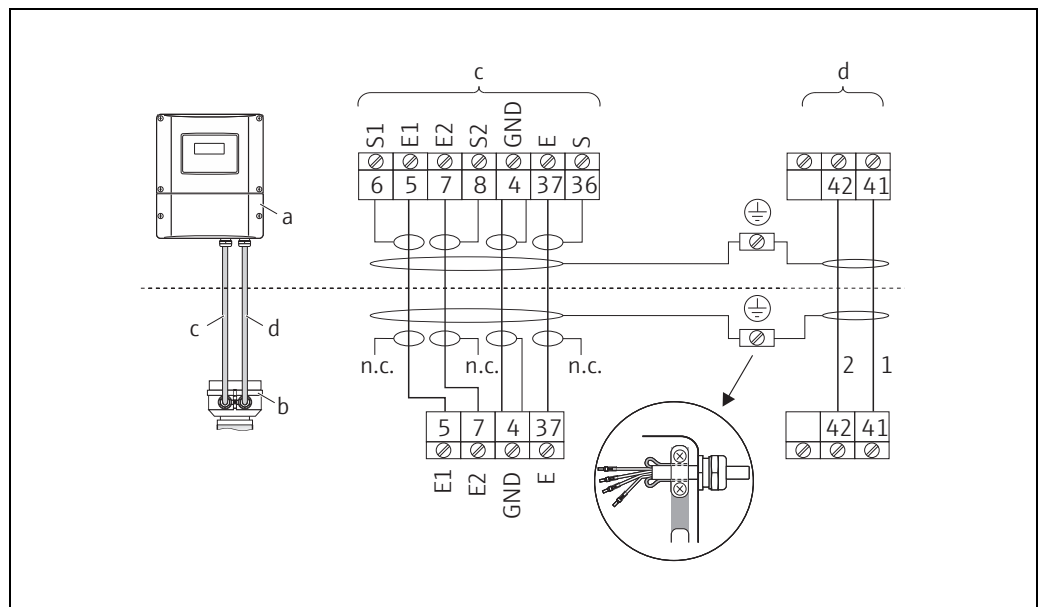 c
d
S1 E1 E2 S2 GND E S
6 5 7 8 4 37 36
42 41
a
c d
n.c. n.c. n.c.
2 1
b
5 7 4 37
42 41
E1 E2 GND E